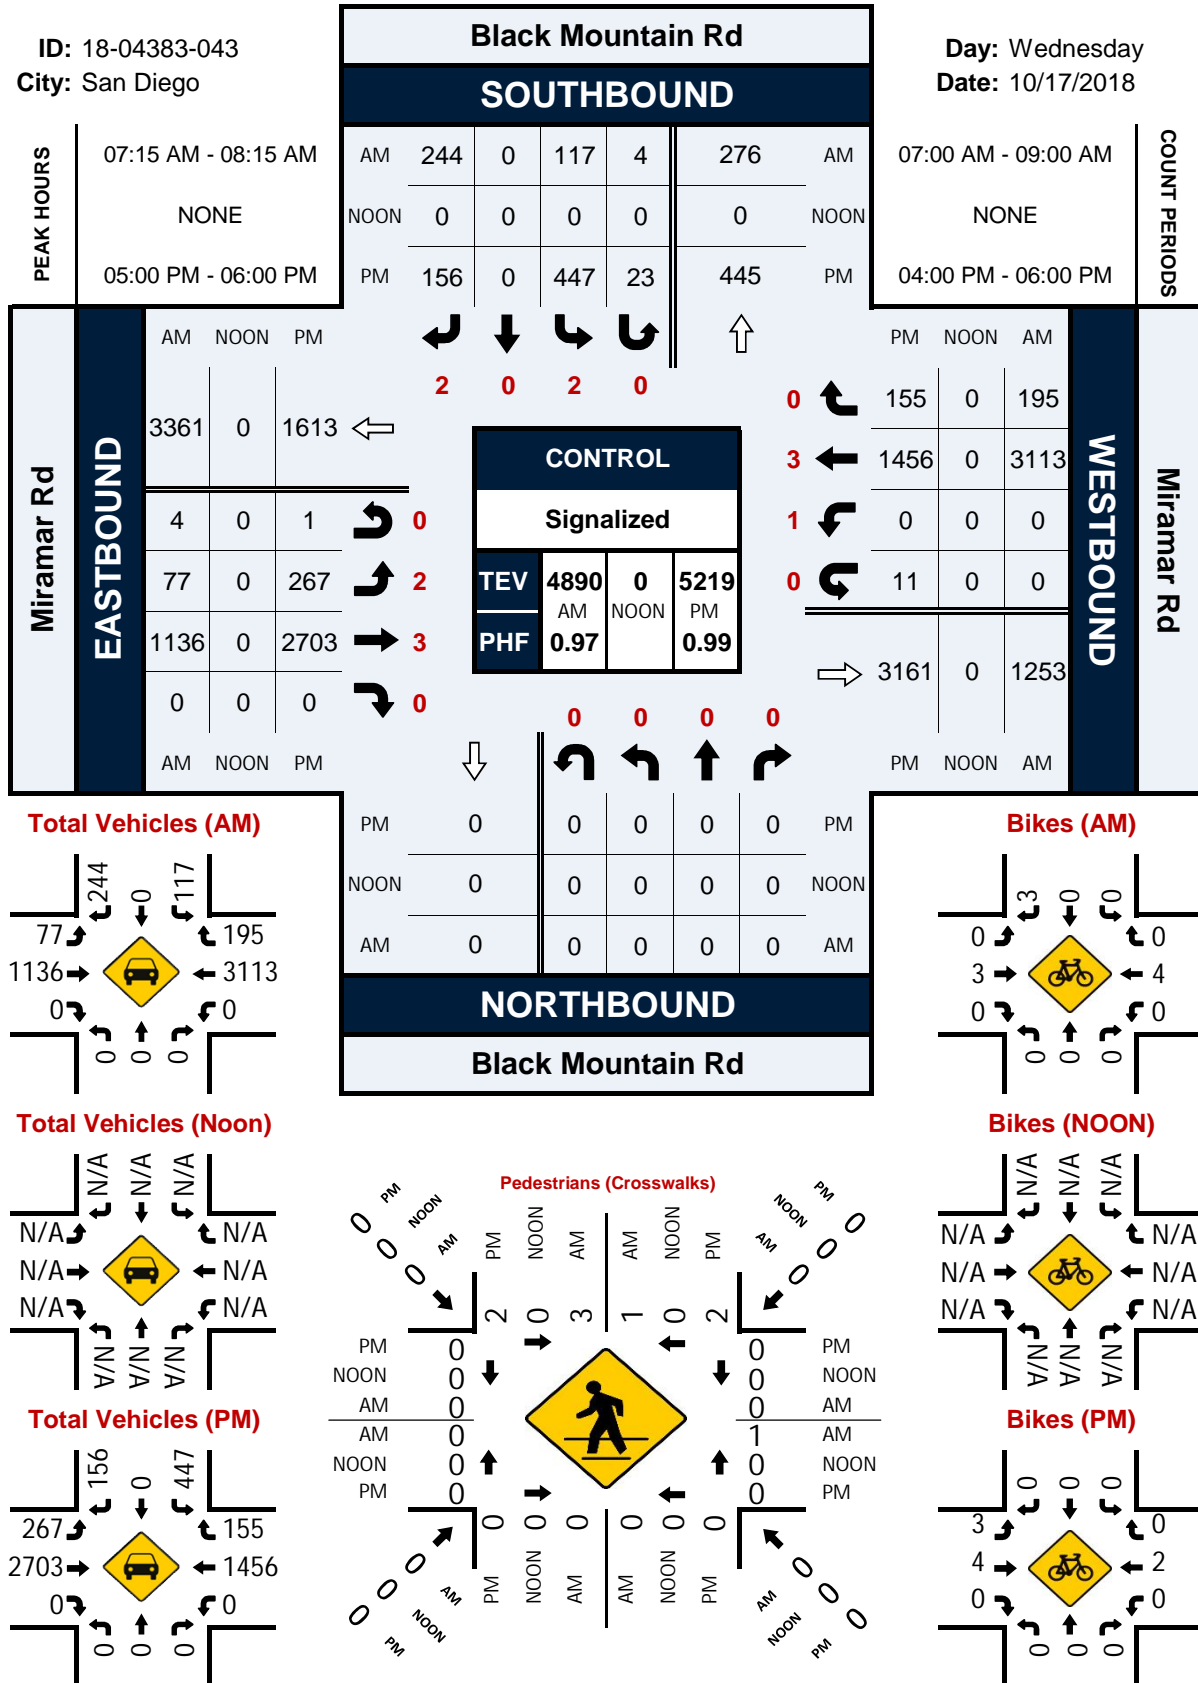 Black Mountain Rd
ID: 18-04383-043
Day: Wednesday
City: San Diego
Date: 10/17/2018
SOUTHBOUND
PEAK HOURS
07:15 AM - 08:15 AM
NONE
05:00 PM - 06:00 PM
AM 244 0 117 4 276 AM
NOON 0 0 0 0 0 NOON
PM 156 0 447 23 445 PM
07:00 AM - 09:00 AM
NONE
04:00 PM - 06:00 PM
COUNT PERIODS
2 0 2 0
Miramar Rd
EASTBOUND
AM NOON PM
3361 0 1613
4 0 1 0
77 0 267 2
1136 0 2703 3
0 0 0 0
AM NOON PM
CONTROL
Signalized
TEV 4890 0 5219
AM NOON PM
PHF 0.97 0.99
PM NOON AM
0 155 0 195
3 1456 0 3113
1 0 0 0
0 11 0 0
3161 0 1253
PM NOON AM
WESTBOUND
Miramar Rd
0 0 0 0
PM 0 0 0 0 0 PM
NOON 0 0 0 0 0 NOON
AM 0 0 0 0 0 AM
NORTHBOUND
Black Mountain Rd
Total Vehicles (AM)
244 0 117
77 195
1136 3113
0 0
0 0 0
Bikes (AM)
3 0 0
0 0
3 4
0 0
0 0 0
Total Vehicles (Noon)
N/A N/A N/A
N/A N/A
N/A N/A
N/A N/A
N/A N/A N/A
Bikes (NOON)
N/A N/A N/A
N/A N/A
N/A N/A
N/A N/A
N/A N/A N/A
Pedestrians (Crosswalks)
0 PM
0 NOON
0 AM
PM 0
NOON 0
AM 0
PM NOON AM AM NOON PM
2 0 3 1 0 2
PM 0 0 PM
NOON 0 0 NOON
AM 0 0 AM
AM 0 1 AM
NOON 0 0 NOON
PM 0 0 PM
0 0 0 0 0 0
PM NOON AM AM NOON PM
0 AM
0 NOON
0 PM
AM 0
NOON 0
PM 0
Total Vehicles (PM)
156 0 447
267 155
2703 1456
0 0
0 0 0
Bikes (PM)
0 0 0
3 0
4 2
0 0
0 0 0